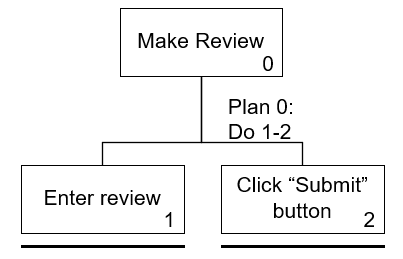 Make Review
0
Plan 0:
Do 1-2
Enter review
1
Click “Submit”
button
2